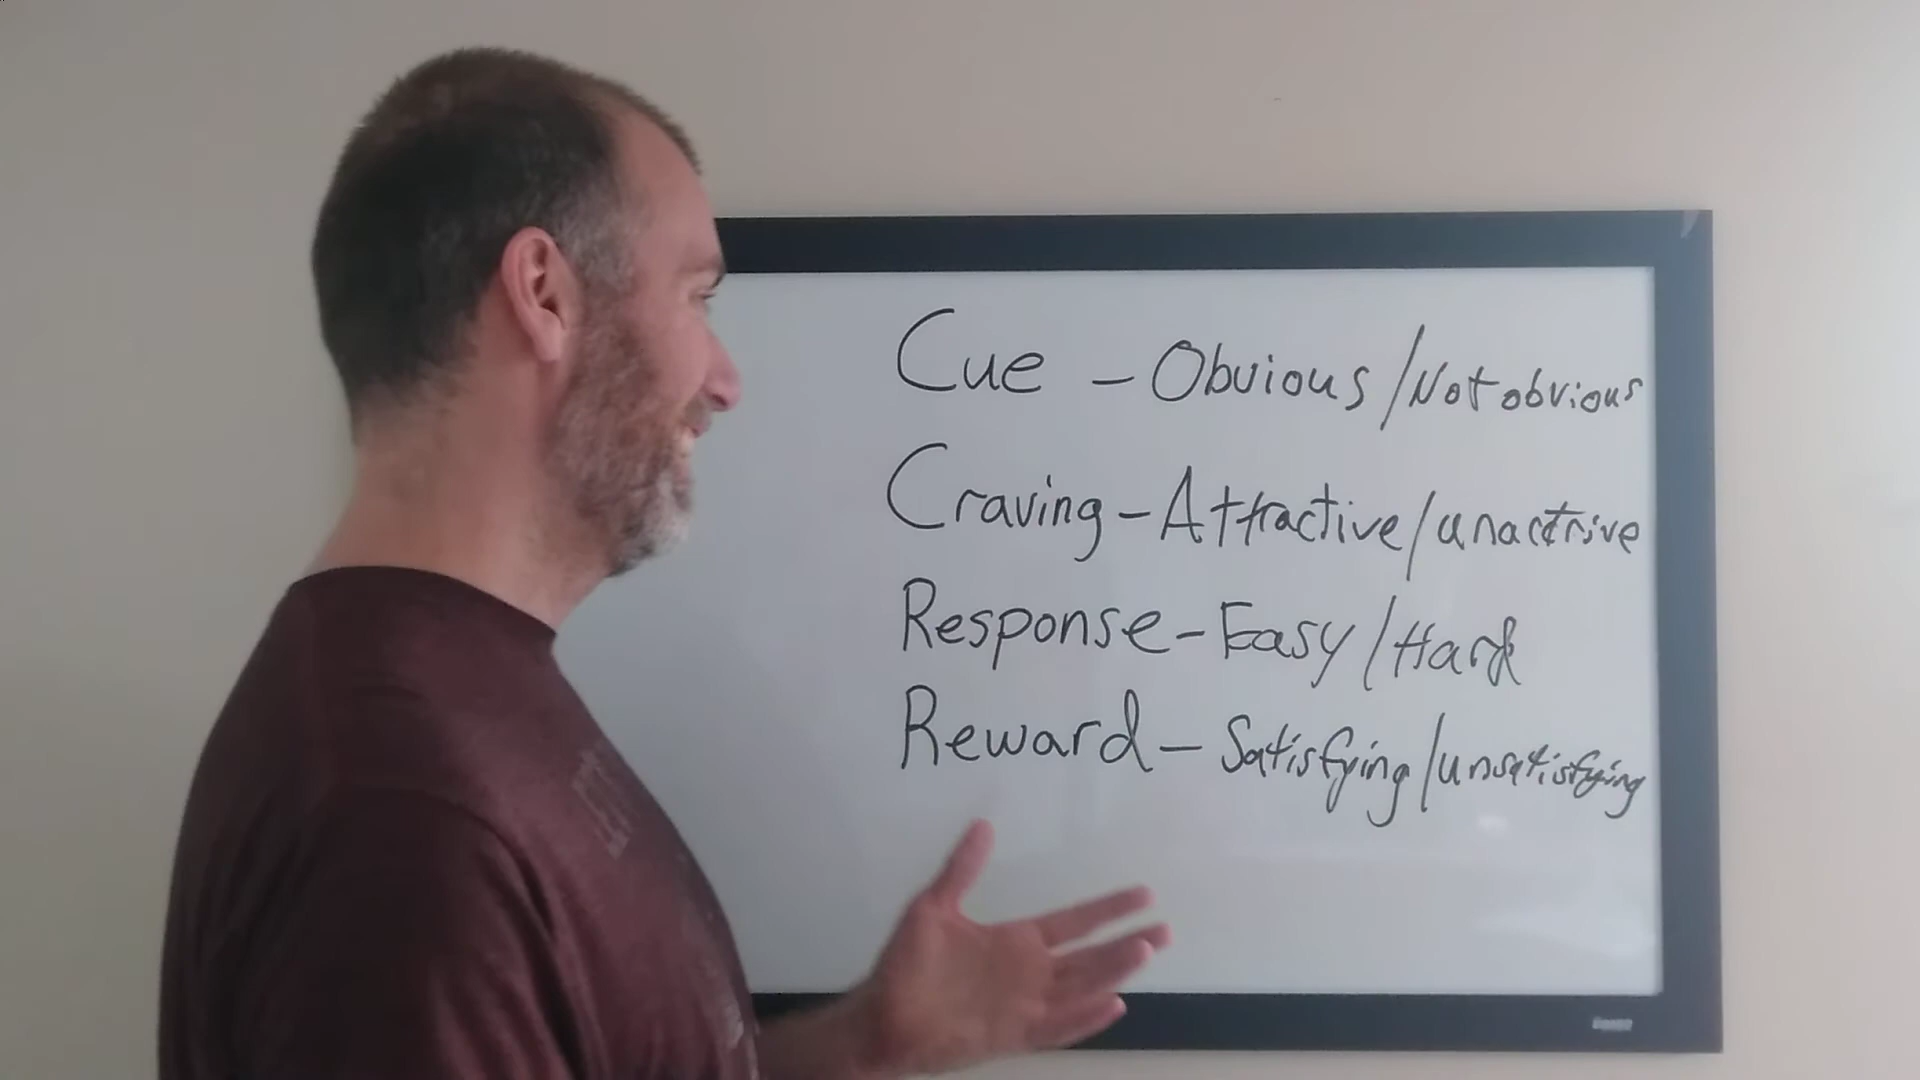 Cue - Obvious/Not obvious
Craving - Attractive/unactrive
Response - Easy/Hard
Reward - Satisfying/unsatisfying